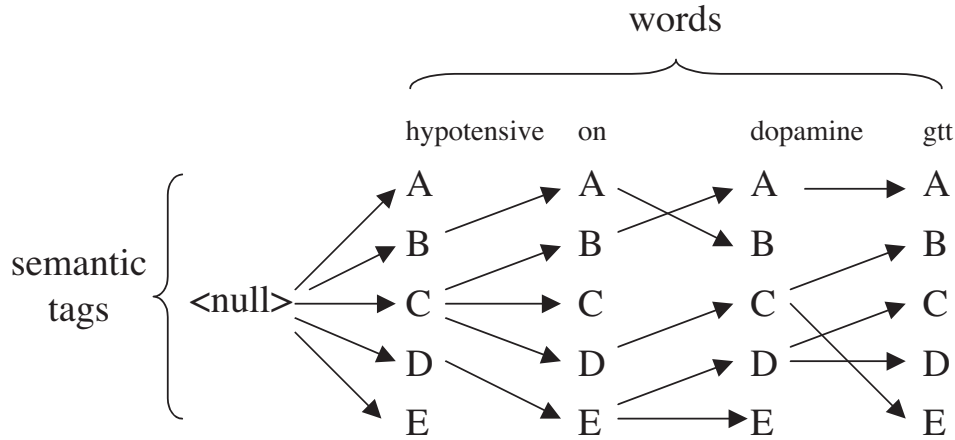 words
hypotensive on dopamine gtt
A A A A
B B B B
semantic
tags
<null> C C C C
D D D D
E E E E